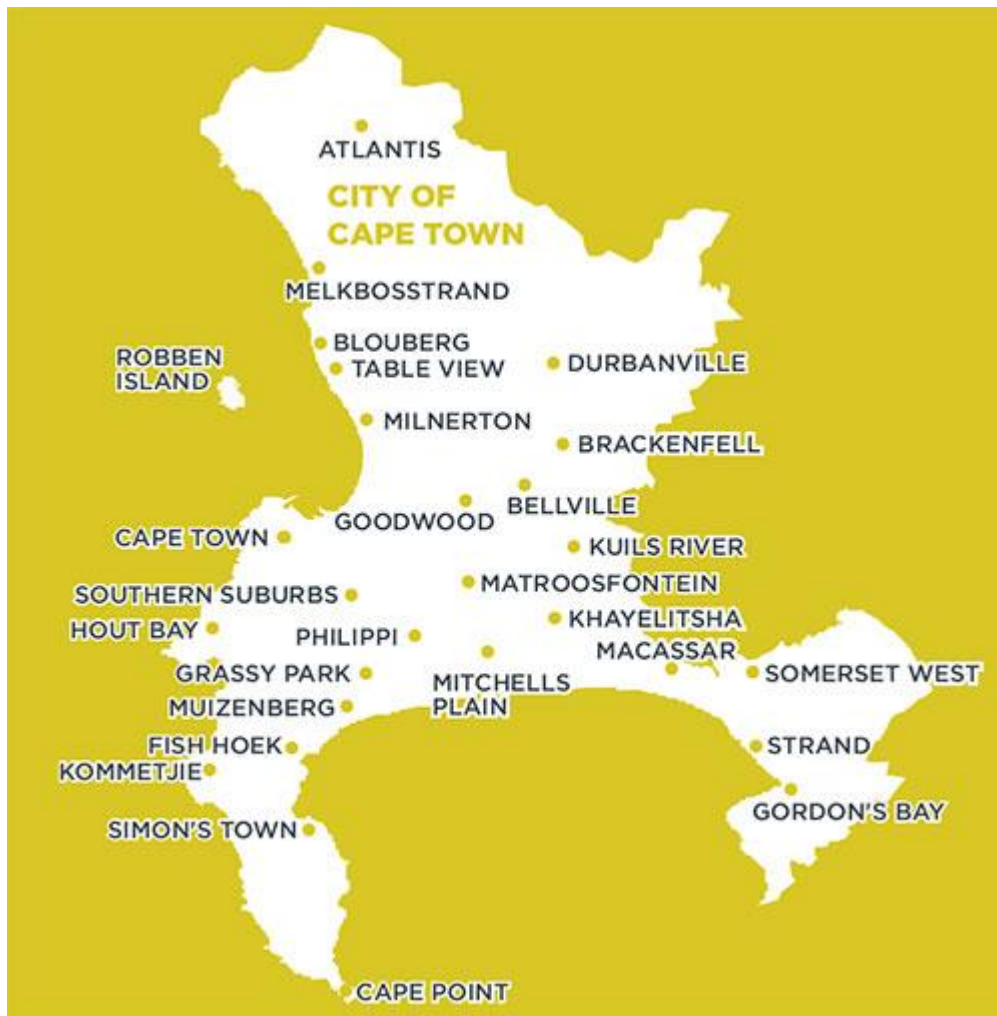 ATLANTIS
CITY OF
CAPE TOWN
MELKBOSSTRAND
BLOUBERG
ROBBEN
ISLAND
TABLE VIEW
DURBANVILLE
MILNERTON
BRACKENFELL
BELLVILLE
GOODWOOD
CAPE TOWN
KUILS RIVER
MATROOSFONTEIN
SOUTHERN SUBURBS
KHAYELITSHA
HOUT BAY
PHILIPPI
MACASSAR
GRASSY PARK
SOMERSET WEST
MITCHELLS
PLAIN
MUIZENBERG
FISH HOEK
STRAND
KOMMETJIE
GORDON'S BAY
SIMON'S TOWN
CAPE POINT